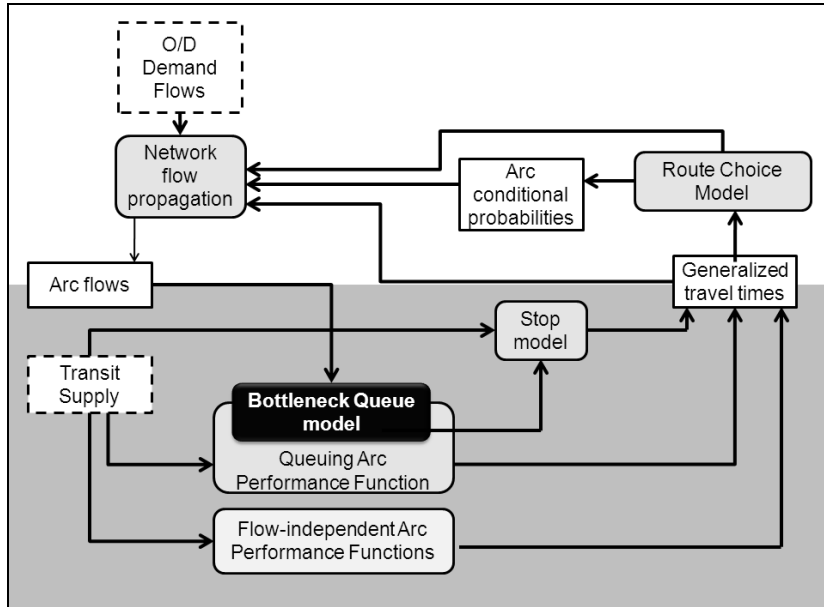 O/D
Demand
Flows
Network
flow
propagation
Arc
conditional
probabilities
Route Choice
Model
Arc flows
Generalized
travel times
Stop
model
Transit
Supply
Bottleneck Queue
model
Queuing Arc
Performance Function
Flow-independent Arc
Performance Functions